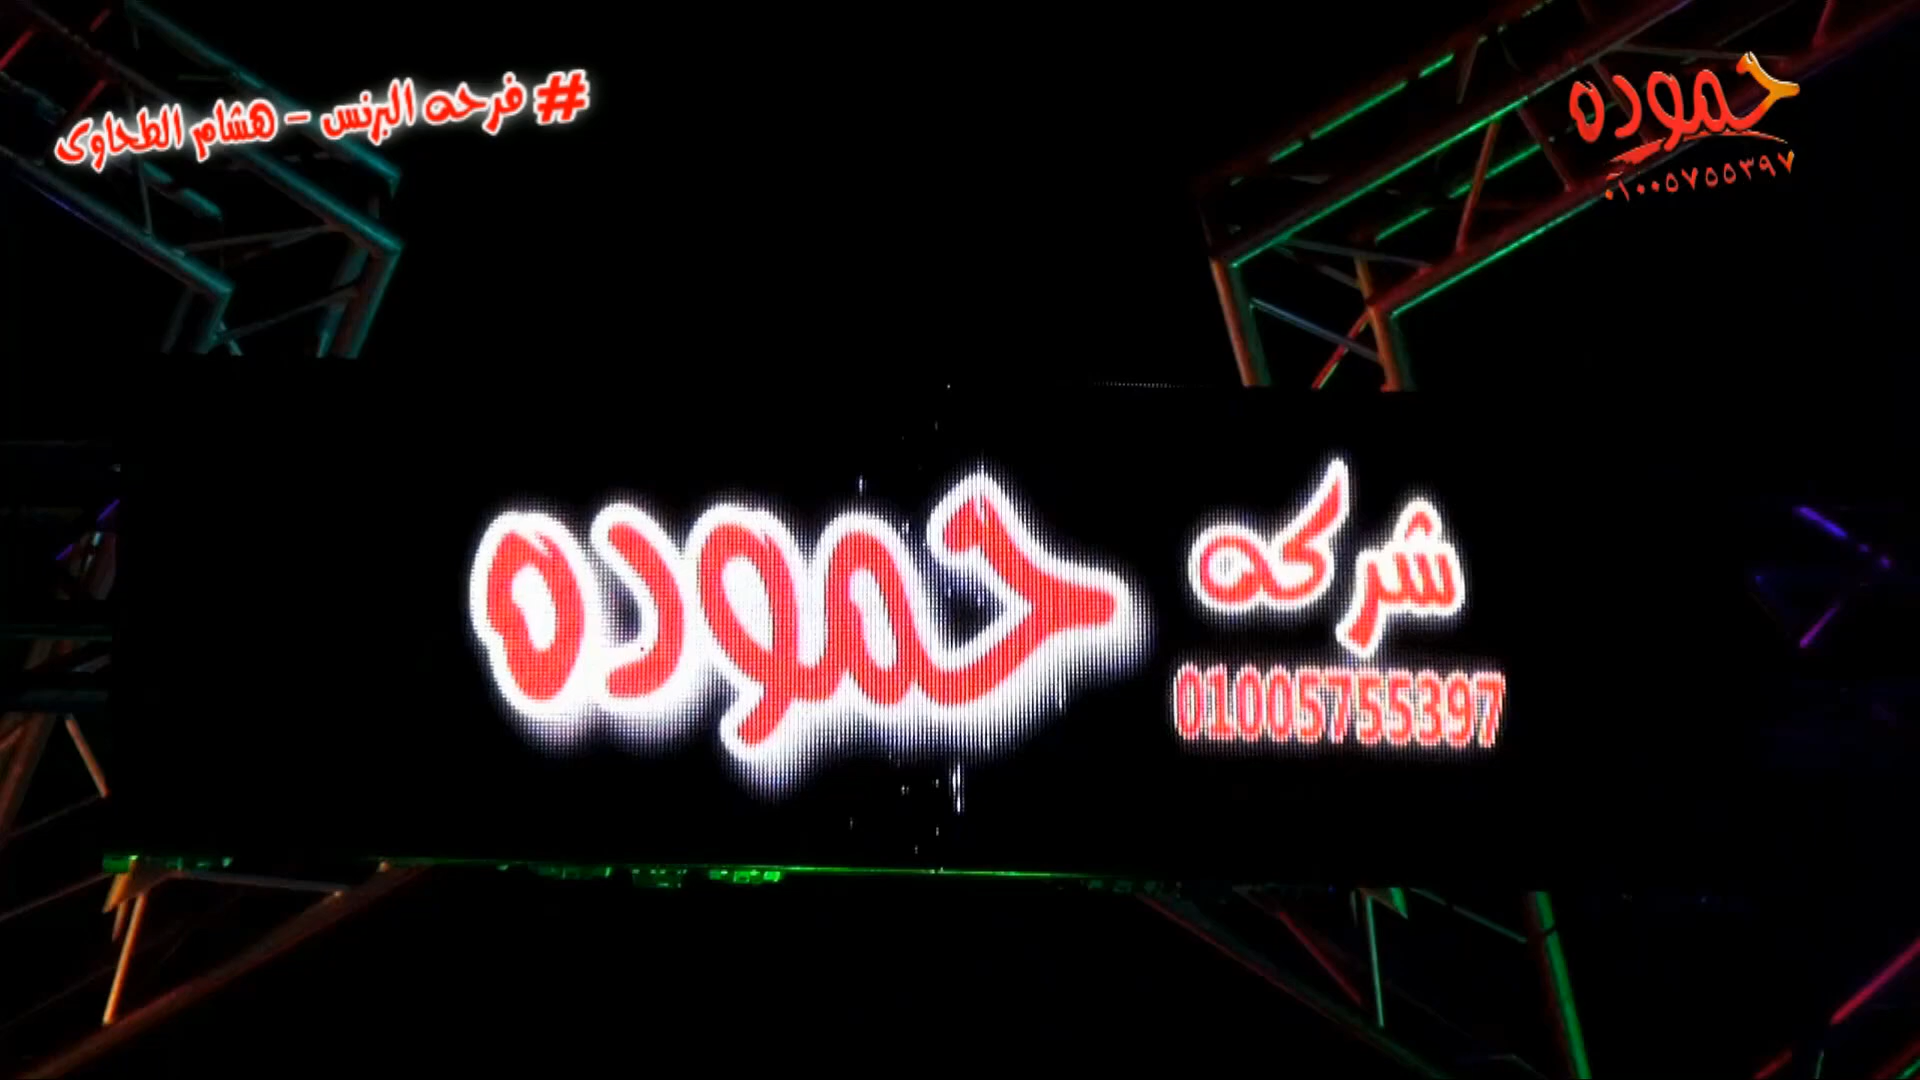 # فرحه البرنس - هشام الطحاوى
حموده
٠١٠٠٥٧٥٥٣٩٧
شركه
حموده
01005755397